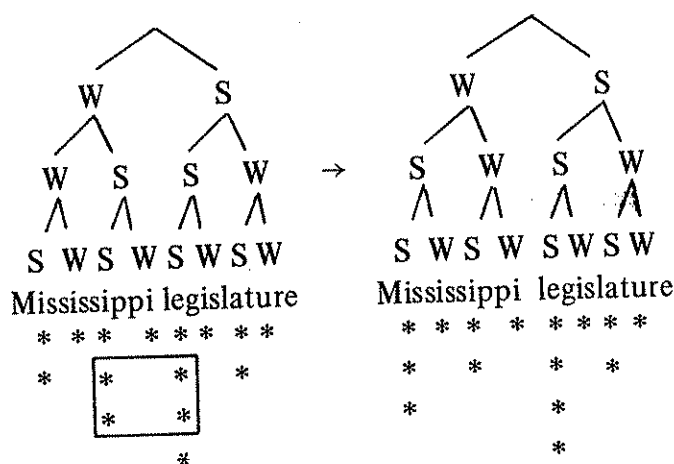 W S W S
W S S W → S W S W
S W S W S W S W S W S W S W S W
Mississippi legislature Mississippi legislature
* * * * * * * * * * * * * * * *
* * * * * * * *
* * * * *
* *